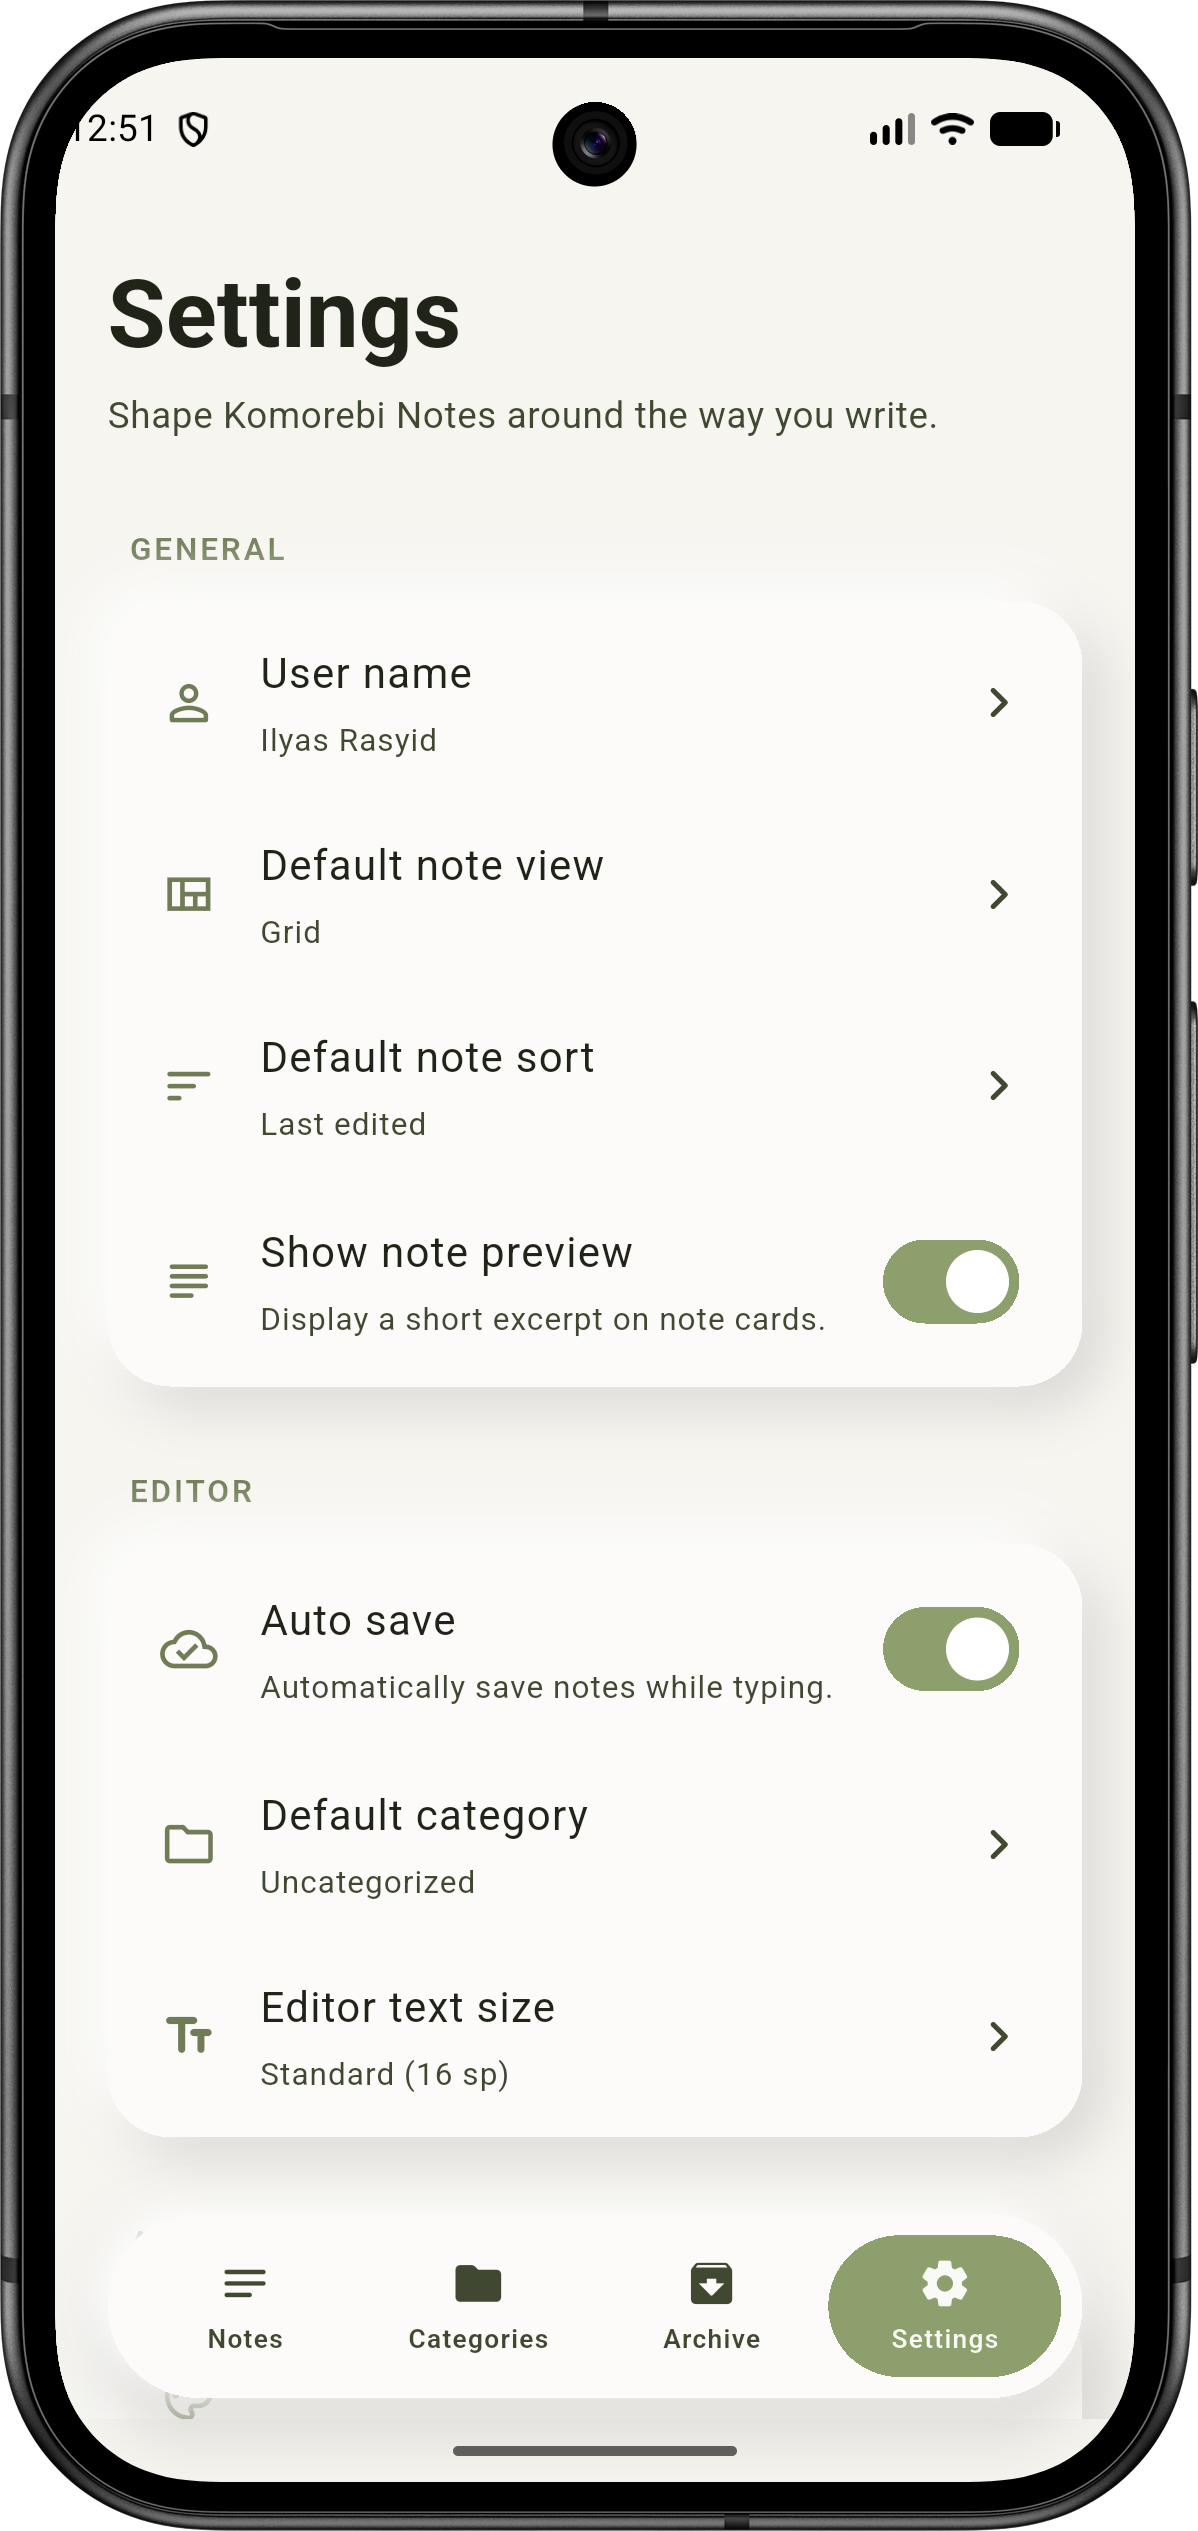 12:51
Settings
Shape Komorebi Notes around the way you write.
GENERAL
User name
Ilyas Rasyid
Default note view
Grid
Default note sort
Last edited
Show note preview
Display a short excerpt on note cards.
EDITOR
Auto save
Automatically save notes while typing.
Default category
Uncategorized
Editor text size
Standard (16 sp)
Notes
Categories
Archive
Settings